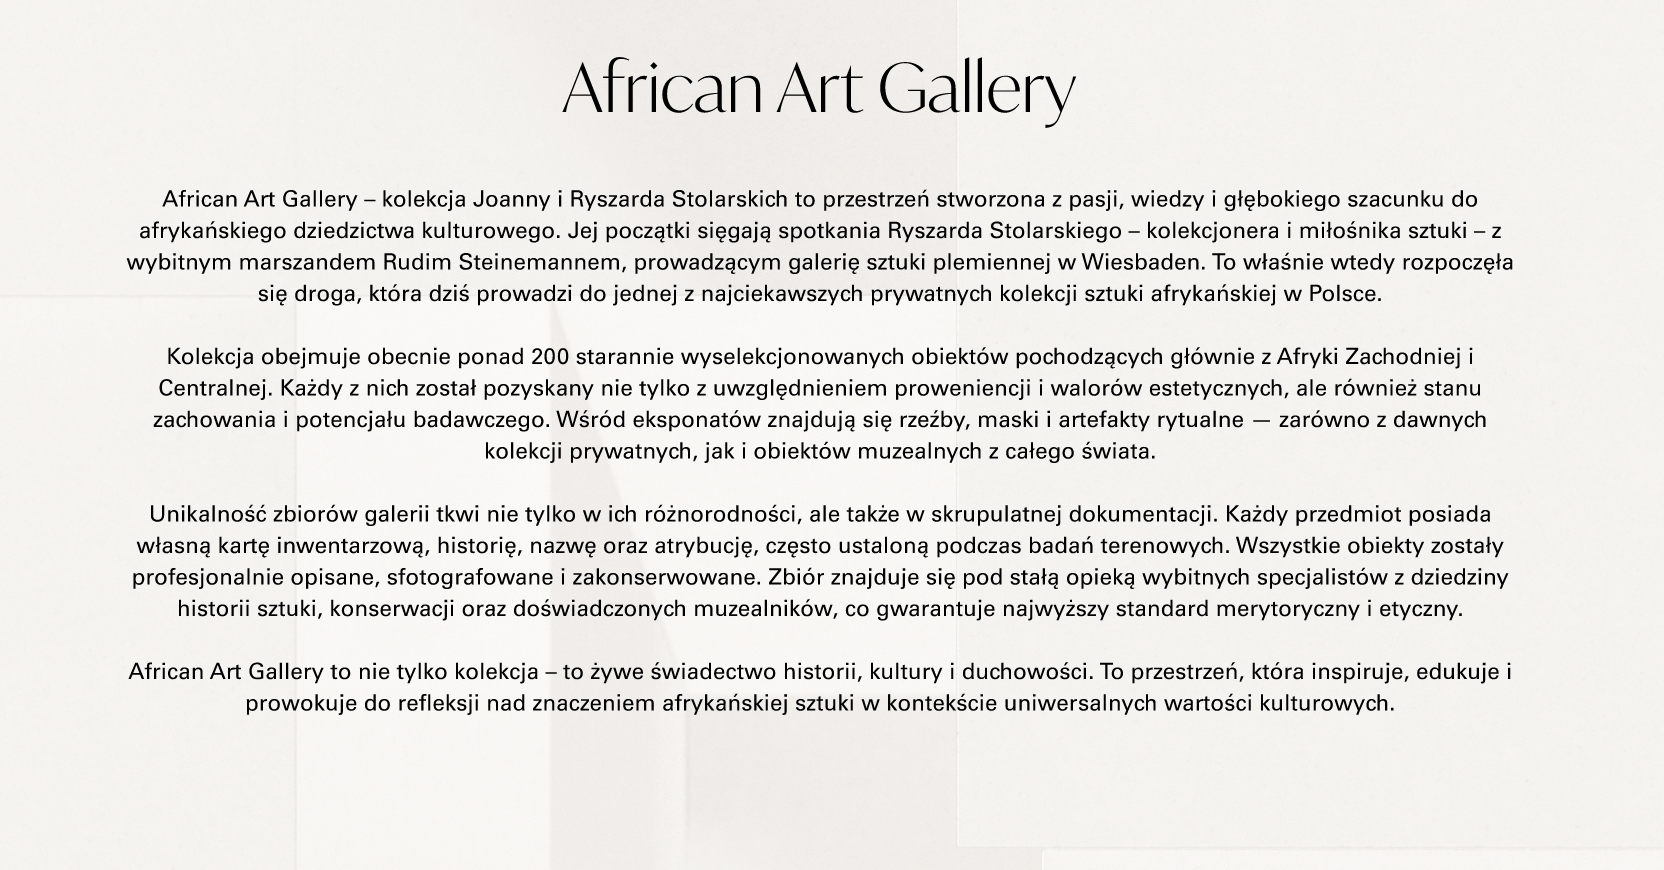 African Art Gallery
African Art Gallery – kolekcja Joanny i Ryszarda Stolarskich to przestrzeń stworzona z pasji, wiedzy i głębokiego szacunku do
afrykańskiego dziedzictwa kulturowego. Jej początki sięgają spotkania Ryszarda Stolarskiego – kolekcjonera i miłośnika sztuki – z
wybitnym marszandem Rudim Steinemannem, prowadzącym galerię sztuki plemiennej w Wiesbaden. To właśnie wtedy rozpoczęła
się droga, która dziś prowadzi do jednej z najciekawszych prywatnych kolekcji sztuki afrykańskiej w Polsce.
Kolekcja obejmuje obecnie ponad 200 starannie wyselekcjonowanych obiektów pochodzących głównie z Afryki Zachodniej i
Centralnej. Każdy z nich został pozyskany nie tylko z uwzględnieniem proweniencji i walorów estetycznych, ale również stanu
zachowania i potencjału badawczego. Wśród eksponatów znajdują się rzeźby, maski i artefakty rytualne — zarówno z dawnych
kolekcji prywatnych, jak i obiektów muzealnych z całego świata.
Unikalność zbiorów galerii tkwi nie tylko w ich różnorodności, ale także w skrupulatnej dokumentacji. Każdy przedmiot posiada
własną kartę inwentarzową, historię, nazwę oraz atrybucję, często ustaloną podczas badań terenowych. Wszystkie obiekty zostały
profesjonalnie opisane, sfotografowane i zakonserwowane. Zbiór znajduje się pod stałą opieką wybitnych specjalistów z dziedziny
historii sztuki, konserwacji oraz doświadczonych muzealników, co gwarantuje najwyższy standard merytoryczny i etyczny.
African Art Gallery to nie tylko kolekcja – to żywe świadectwo historii, kultury i duchowości. To przestrzeń, która inspiruje, edukuje i
prowokuje do refleksji nad znaczeniem afrykańskiej sztuki w kontekście uniwersalnych wartości kulturowych.